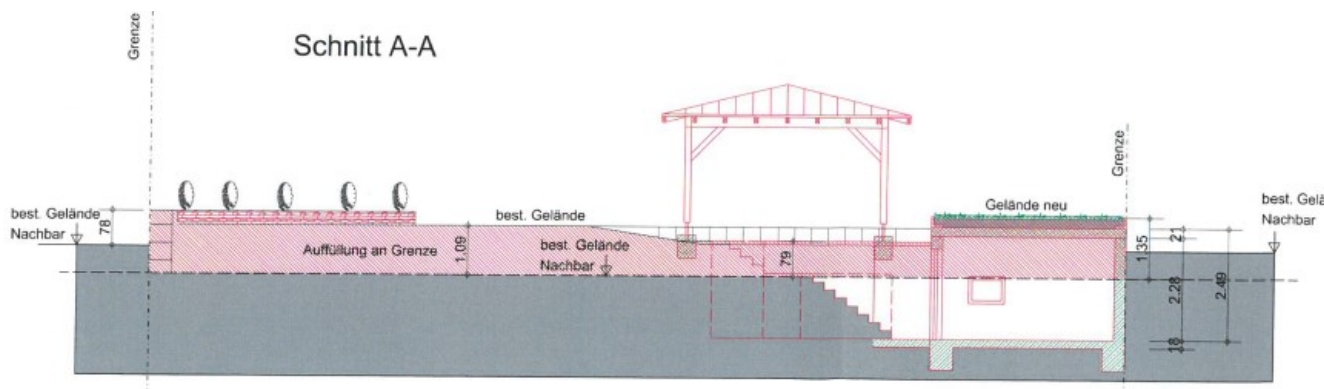 Grenze
Schnitt A-A
Grenze
best. Gelände
Nachbar
78
best. Gelände
Gelände neu
best. Gelä
Nachbar
Auffüllung an Grenze
1,09
best. Gelände
Nachbar
79
1,35
21
2,28
2,49
18